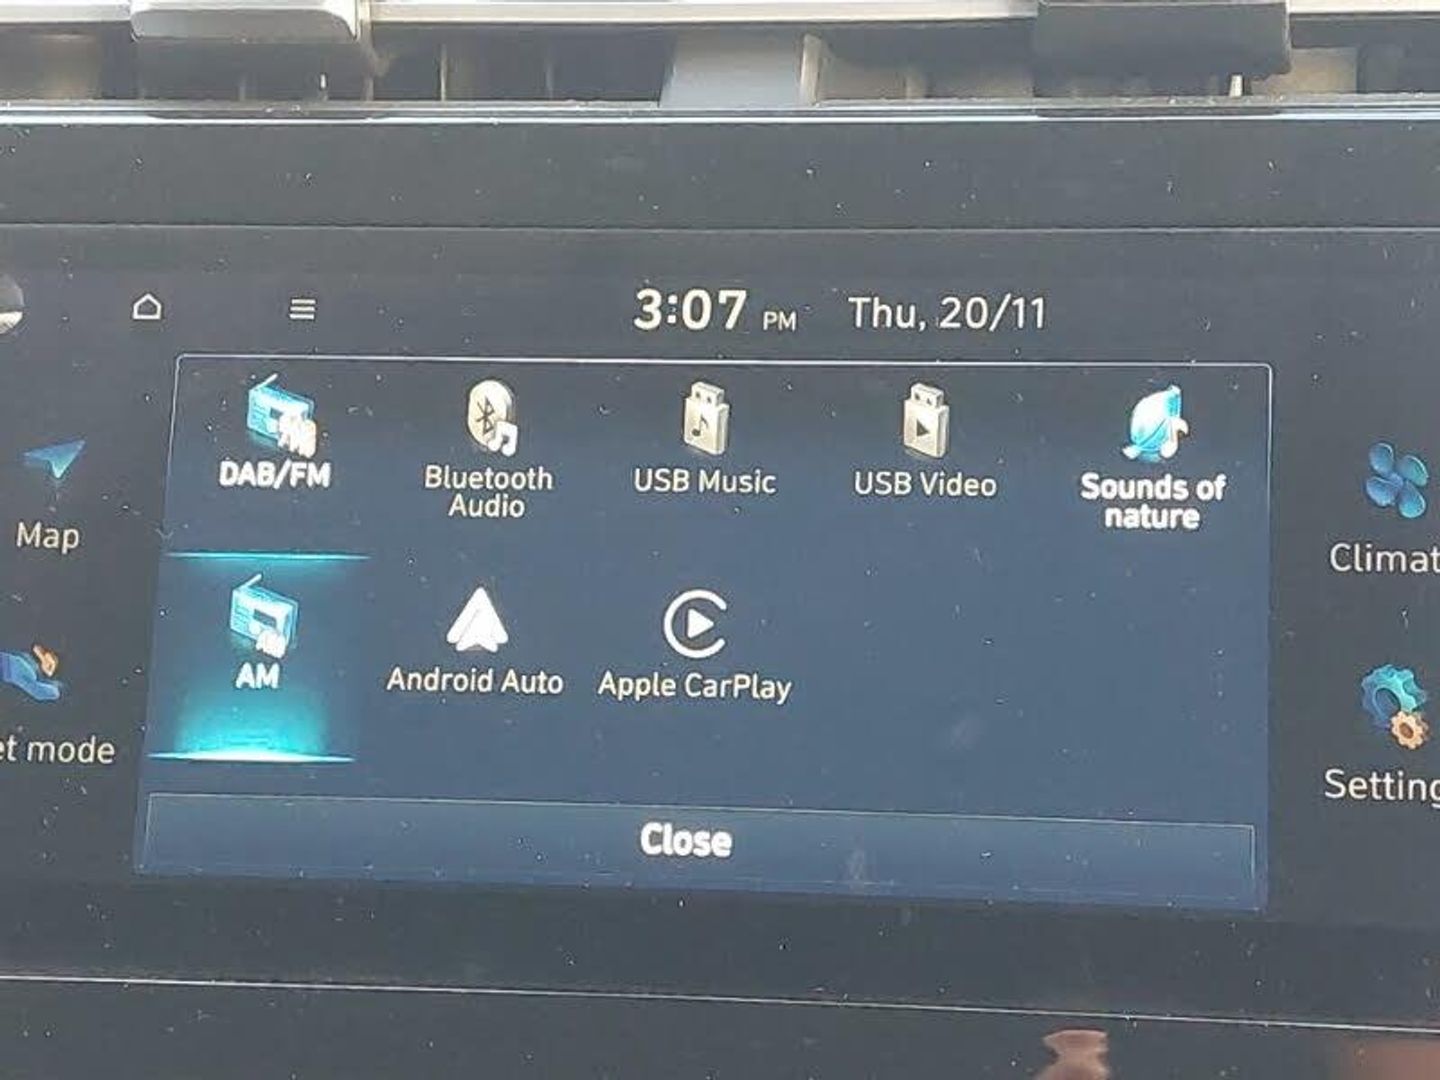 3:07 PM Thu, 20/11
DAB/FM
Bluetooth
Audio
USB Music
USB Video
Sounds of
nature
Map
Climat
AM
Android Auto
Apple CarPlay
et mode
Setting
Close